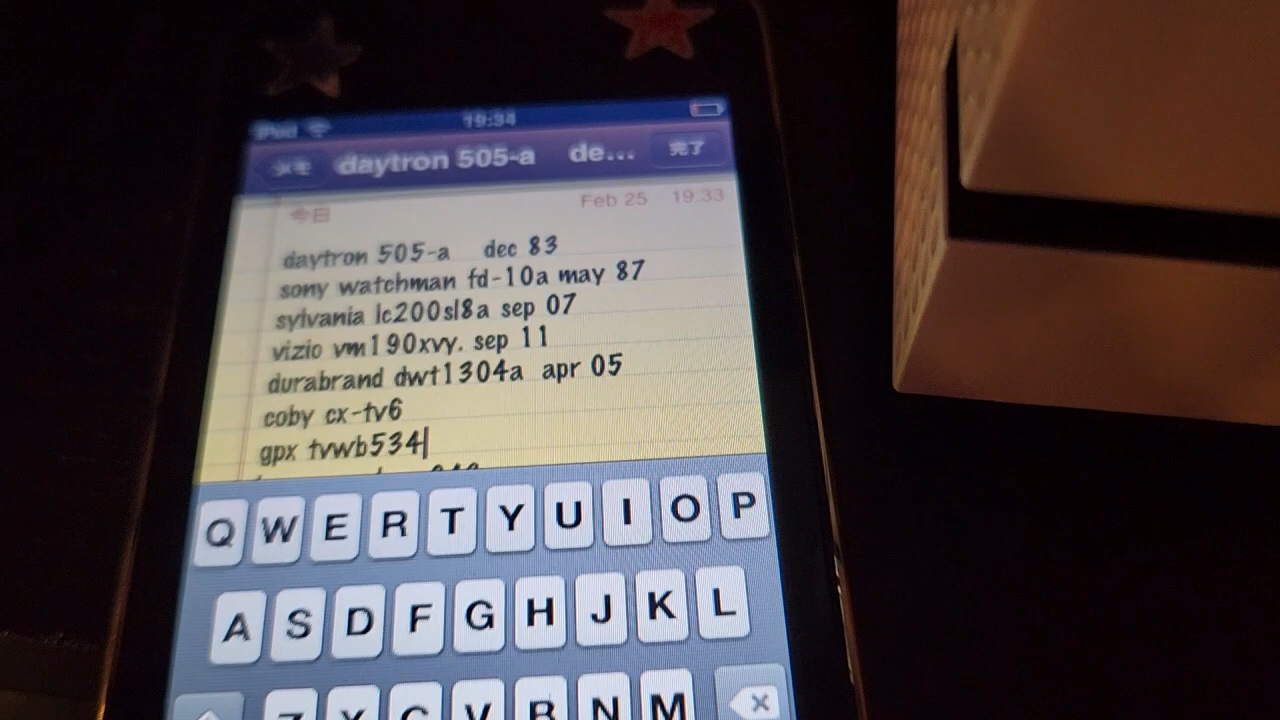 iPod 19:34
メモ daytron 505-a de... 完了
今日 Feb 25 19:33
daytron 505-a dec 83
sony watchman fd-10a may 87
sylvania lc200sl8a sep 07
vizio vm190xvy. sep 11
durabrand dwt1304a apr 05
coby cx-tv6
gpx tvwb534
Q W E R T Y U I O P
A S D F G H J K L
Z X C V B N M